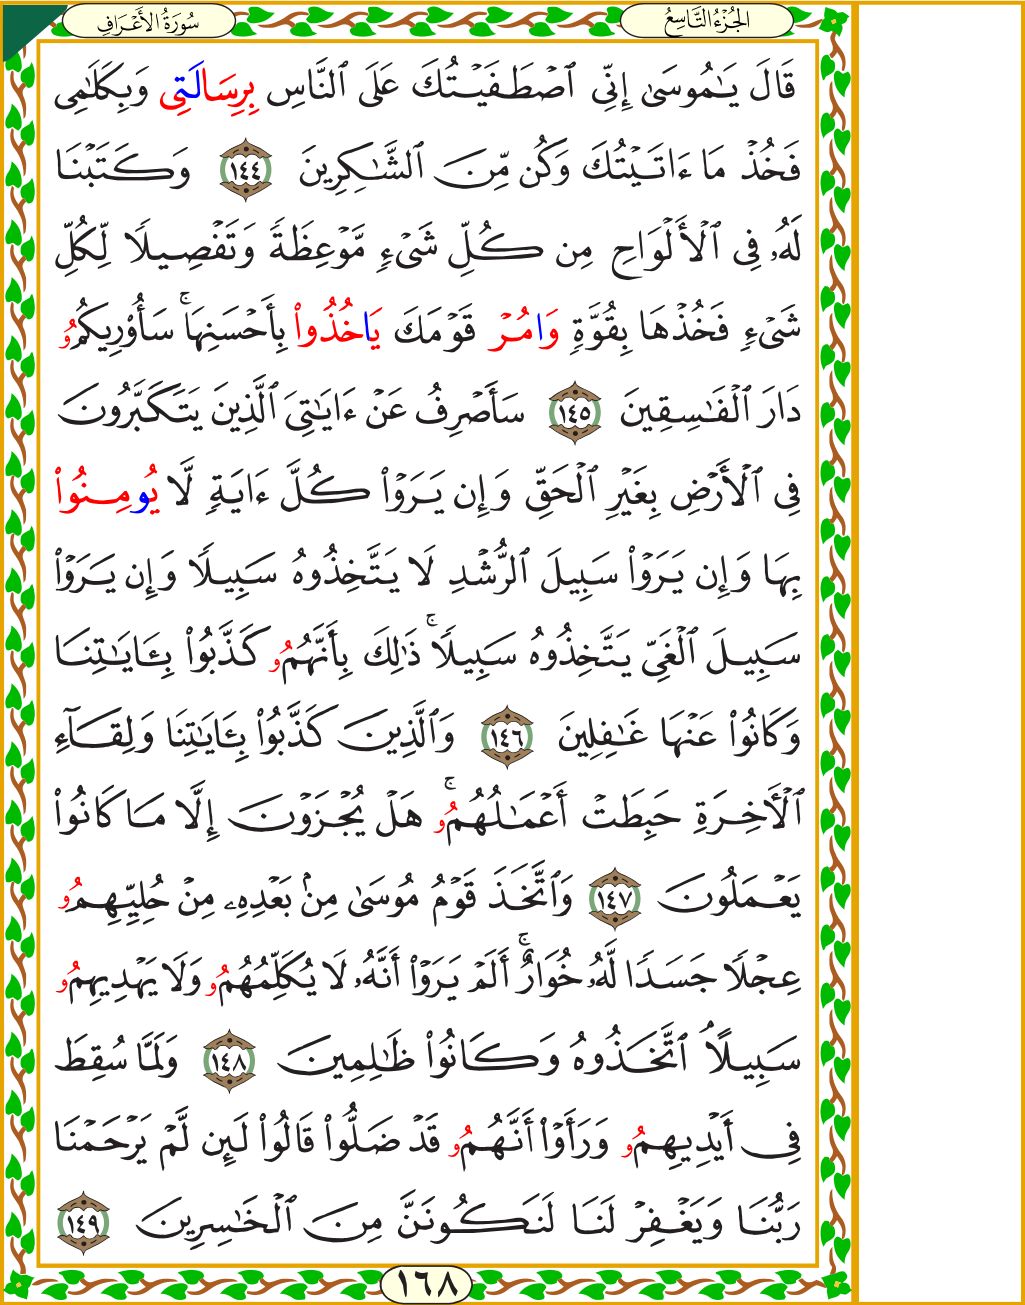 الجُزْءُ التَّاسِعُ
سُورَةُ الأَعْرَافِ
قَالَ يَٰمُوسَىٰ إِنِّي ٱصْطَفَيْتُكَ عَلَى ٱلنَّاسِ بِرِسَالَتِي وَبِكَلَٰمِي
فَخُذْ مَا ءَاتَيْتُكَ وَكُن مِّنَ ٱلشَّٰكِرِينَ ١٤٤ وَكَتَبْنَا
لَهُۥ فِي ٱلْأَلْوَاحِ مِن كُلِّ شَيْءٍ مَّوْعِظَةً وَتَفْصِيلًا لِّكُلِّ
شَيْءٍ فَخُذْهَا بِقُوَّةٍ وَامُرْ قَوْمَكَ يَاخُذُواْ بِأَحْسَنِهَاۚ سَأُوْرِيكُمُو
دَارَ ٱلْفَٰسِقِينَ ١٤٥ سَأَصْرِفُ عَنْ ءَايَٰتِيَ ٱلَّذِينَ يَتَكَبَّرُونَ
فِي ٱلْأَرْضِ بِغَيْرِ ٱلْحَقِّ وَإِن يَرَوْاْ كُلَّ ءَايَةٍ لَّا يُومِنُواْ
بِهَا وَإِن يَرَوْاْ سَبِيلَ ٱلرُّشْدِ لَا يَتَّخِذُوهُ سَبِيلًا وَإِن يَرَوْاْ
سَبِيلَ ٱلْغَيِّ يَتَّخِذُوهُ سَبِيلًاۚ ذَٰلِكَ بِأَنَّهُمُو كَذَّبُواْ بِـَٔايَٰتِنَا
وَكَانُواْ عَنْهَا غَٰفِلِينَ ١٤٦ وَٱلَّذِينَ كَذَّبُواْ بِـَٔايَٰتِنَا وَلِقَآءِ
ٱلْأَخِرَةِ حَبِطَتْ أَعْمَٰلُهُمُوۚ هَلْ يُجْزَوْنَ إِلَّا مَا كَانُواْ
يَعْمَلُونَ ١٤٧ وَٱتَّخَذَ قَوْمُ مُوسَىٰ مِنۢ بَعْدِهِۦ مِنْ حُلِيِّهِمُو
عِجْلًا جَسَدًا لَّهُۥ خُوَارٌۚ أَلَمْ يَرَوْاْ أَنَّهُۥ لَا يُكَلِّمُهُمُو وَلَا يَهْدِيهِمُو
سَبِيلًاۘ ٱتَّخَذُوهُ وَكَانُواْ ظَٰلِمِينَ ١٤٨ وَلَمَّا سُقِطَ
فِي أَيْدِيهِمُو وَرَأَوْاْ أَنَّهُمُو قَدْ ضَلُّواْ قَالُواْ لَئِن لَّمْ يَرْحَمْنَا
رَبُّنَا وَيَغْفِرْ لَنَا لَنَكُونَنَّ مِنَ ٱلْخَٰسِرِينَ ١٤٩
١٦٨